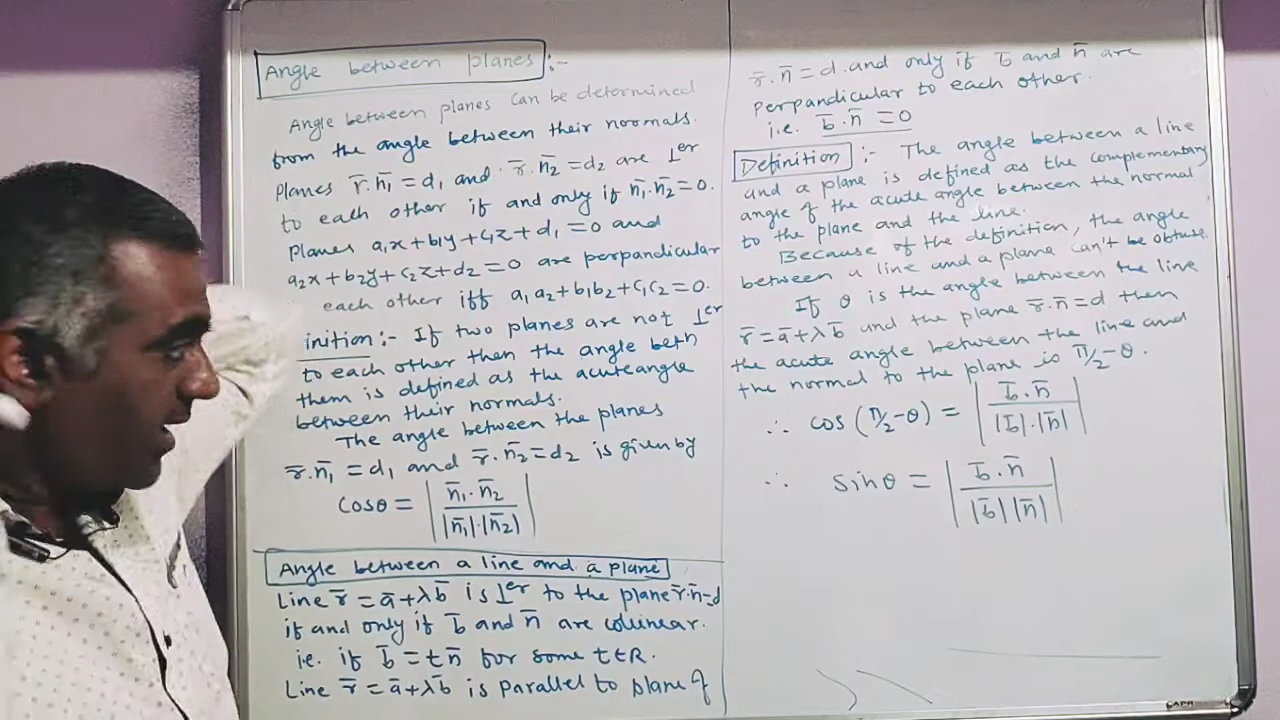 Angle between planes :-
Angle between planes can be determined
from the angle between their normals.
Planes r̄.n̄₁ = d₁ and r̄.n̄₂ = d₂ are ⊥er
to each other if and only if n̄₁.n̄₂ = 0.
Planes a₁x + b₁y + c₁z + d₁ = 0 and
a₂x + b₂y + c₂z + d₂ = 0 are perpandicular
each other iff a₁a₂ + b₁b₂ + c₁c₂ = 0.
inition :- If two planes are not ⊥er
to each other then the angle betn
them is defined as the acute angle
between their normals.
The angle between the planes
r̄.n̄₁ = d₁ and r̄.n̄₂ = d₂ is given by
Cosθ = | n̄₁.n̄₂ / |n̄₁|.|n̄₂| |
Angle between a line and a plane
Line r̄ = ā + λb̄ is ⊥er to the plane r̄.n̄ = d
if and only if b̄ and n̄ are collinear.
i.e. if b̄ = tn̄ for some t∈R.
Line r̄ = ā + λb̄ is parallel to plane of
r̄.n̄ = d .and only if b̄ and n̄ are
perpandicular to each other.
i.e. b̄.n̄ = 0
Definition :- The angle between a line
and a plane is defined as the complementary
angle of the acute angle between the normal
to the plane and the line.
Because of the definition, the angle
between a line and a plane can't be obtuse.
If θ is the angle between the line
r̄ = ā + λb̄ and the plane r̄.n̄ = d then
the acute angle between the line and
the normal to the plane is π/2 - θ.
∴ cos (π/2 - θ) = | b̄.n̄ / |b̄|.|n̄| |
∴ sinθ = | b̄.n̄ / |b̄||n̄| |